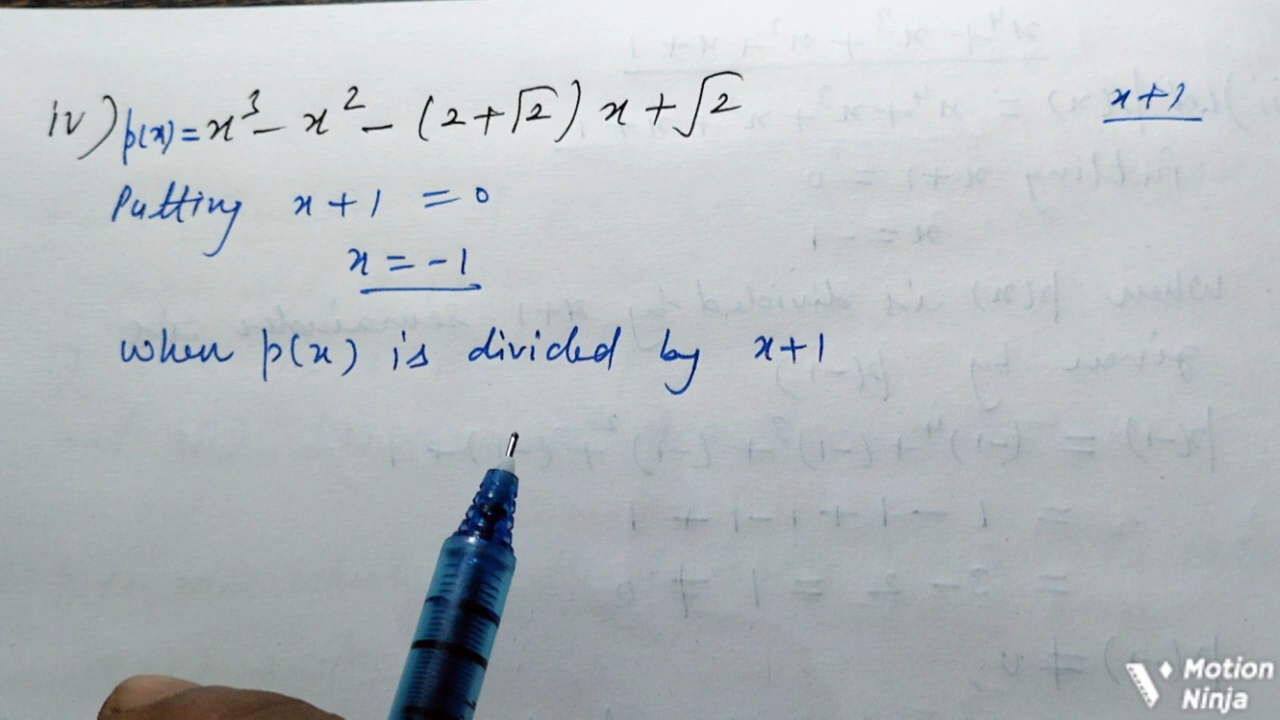 iv) p(x) = x³ - x² - (2+√2) x + √2
x+1
Putting x+1 = 0
x = -1
when p(x) is divided by x+1
Motion
Ninja